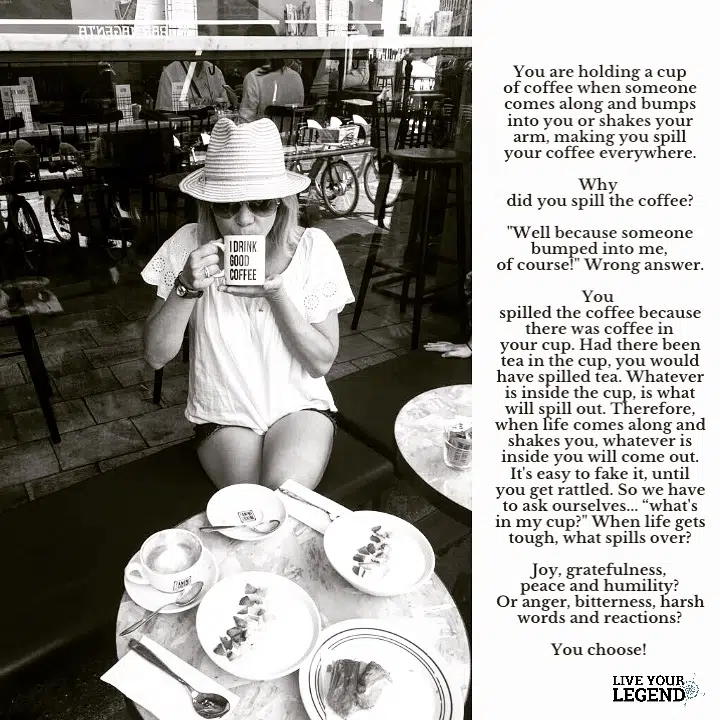 I DRINK
GOOD
COFFEE
You are holding a cup
of coffee when someone
comes along and bumps
into you or shakes your
arm, making you spill
your coffee everywhere.
Why
did you spill the coffee?
"Well because someone
bumped into me,
of course!" Wrong answer.
You
spilled the coffee because
there was coffee in
your cup. Had there been
tea in the cup, you would
have spilled tea. Whatever
is inside the cup, is what
will spill out. Therefore,
when life comes along and
shakes you, whatever is
inside you will come out.
It's easy to fake it, until
you get rattled. So we have
to ask ourselves... “what's
in my cup?" When life gets
tough, what spills over?
Joy, gratefulness,
peace and humility?
Or anger, bitterness, harsh
words and reactions?
You choose!
LIVE YOUR
LEGEND